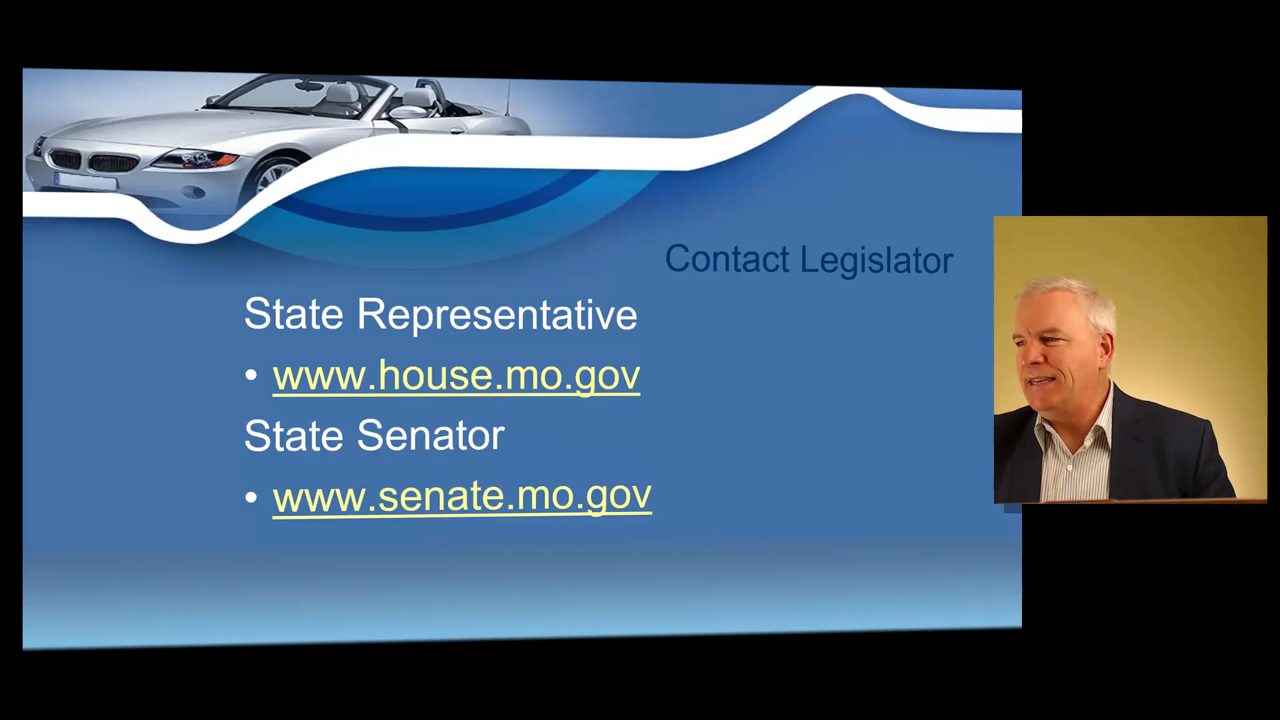 Contact Legislator
State Representative
• www.house.mo.gov
State Senator
• www.senate.mo.gov